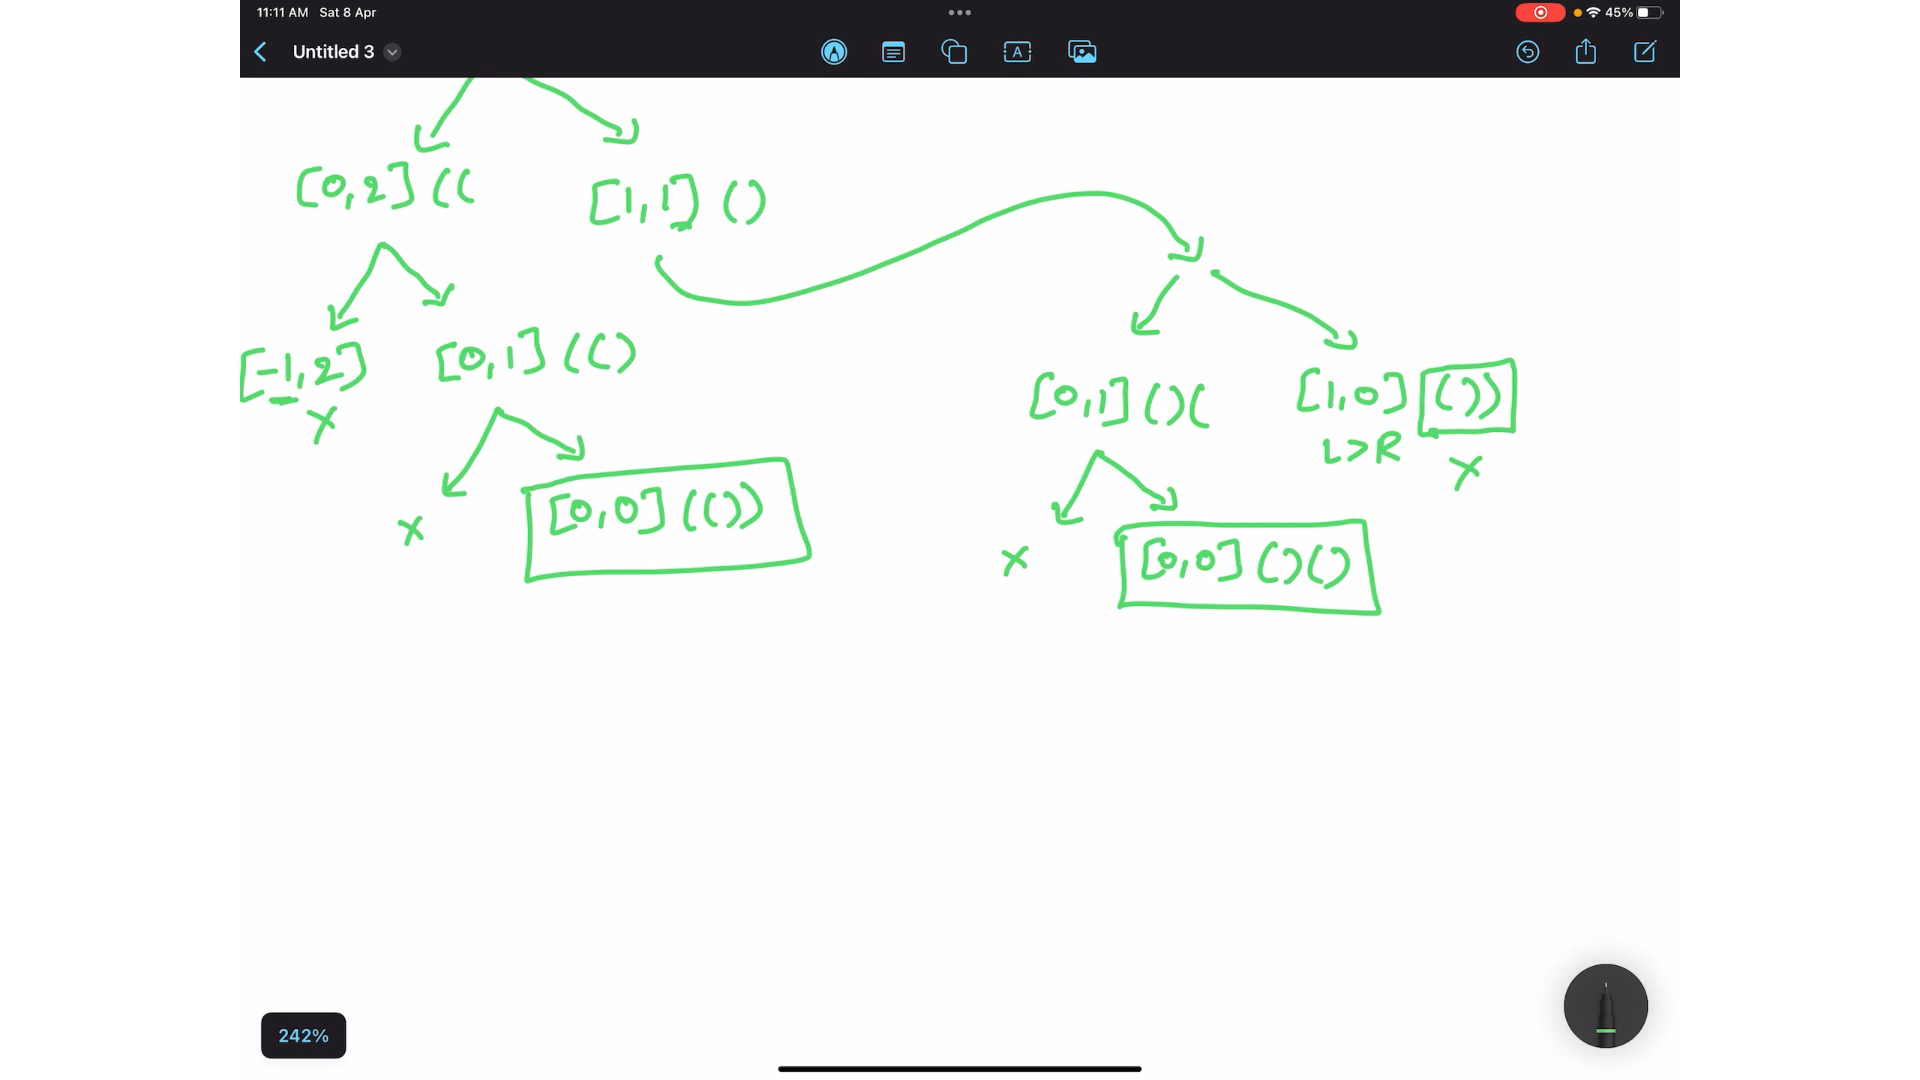 11:11 AM Sat 8 Apr
45%
Untitled 3
A
[0,2] ((
[1,1] ()
[-1,2]
[0,1] (()
[0,1] ()(
[1,0] ())
X
L>R
X
[0,0] (())
X
[0,0] ()()
X
242%